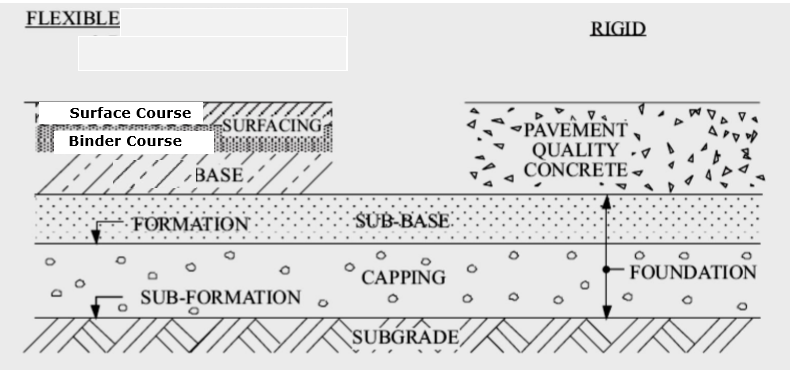 FLEXIBLE
RIGID
Surface Course
SURFACING
Binder Course
BASE
PAVEMENT
QUALITY
CONCRETE
FORMATION
SUB-BASE
CAPPING
FOUNDATION
SUB-FORMATION
SUBGRADE